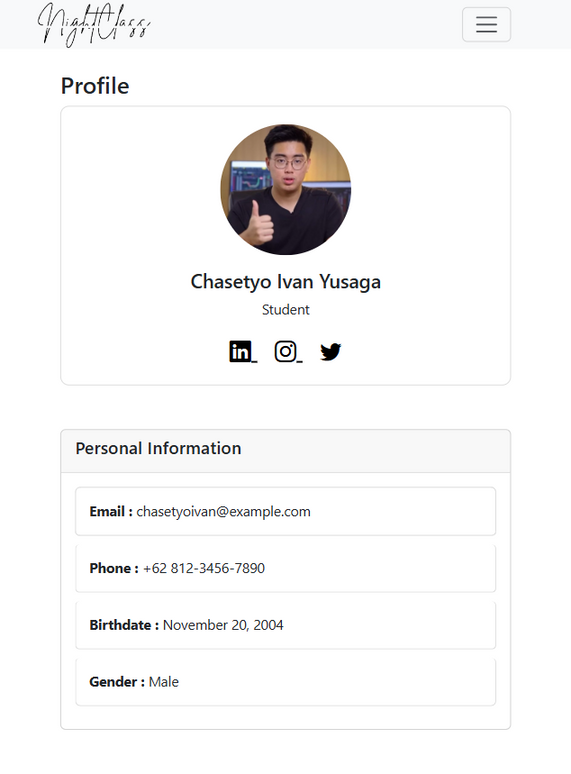 NightClass
Profile
Chasetyo Ivan Yusaga
Student
in
Personal Information
Email : chasetyoivan@example.com
Phone : +62 812-3456-7890
Birthdate : November 20, 2004
Gender : Male